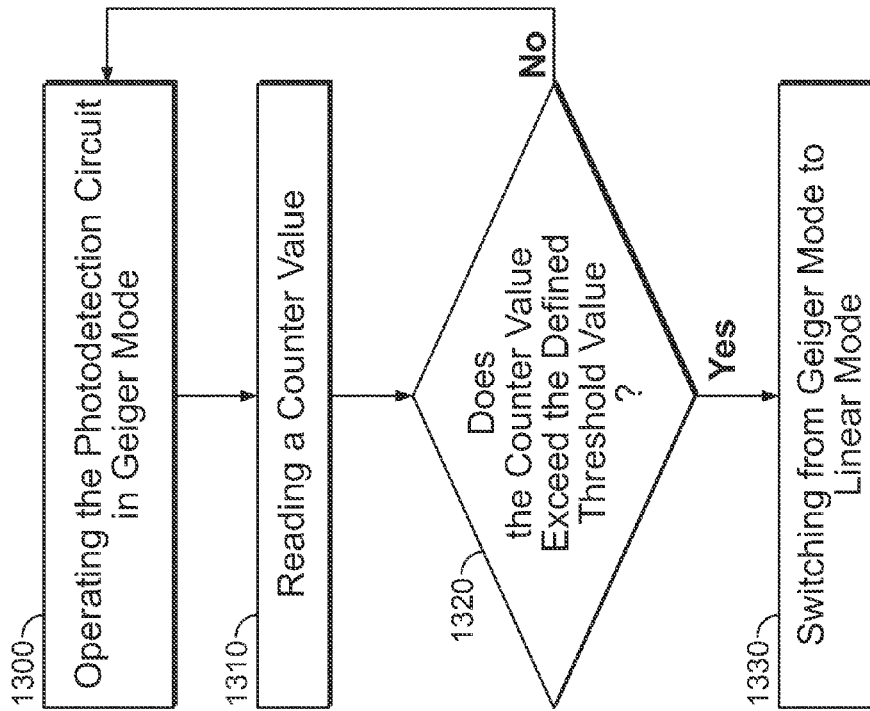 1300
Operating the Photodetection Circuit
in Geiger Mode
1310
Reading a Counter Value
1320
Does
the Counter Value
Exceed the Defined
Threshold Value
?
No
Yes
1330
Switching from Geiger Mode to
Linear Mode